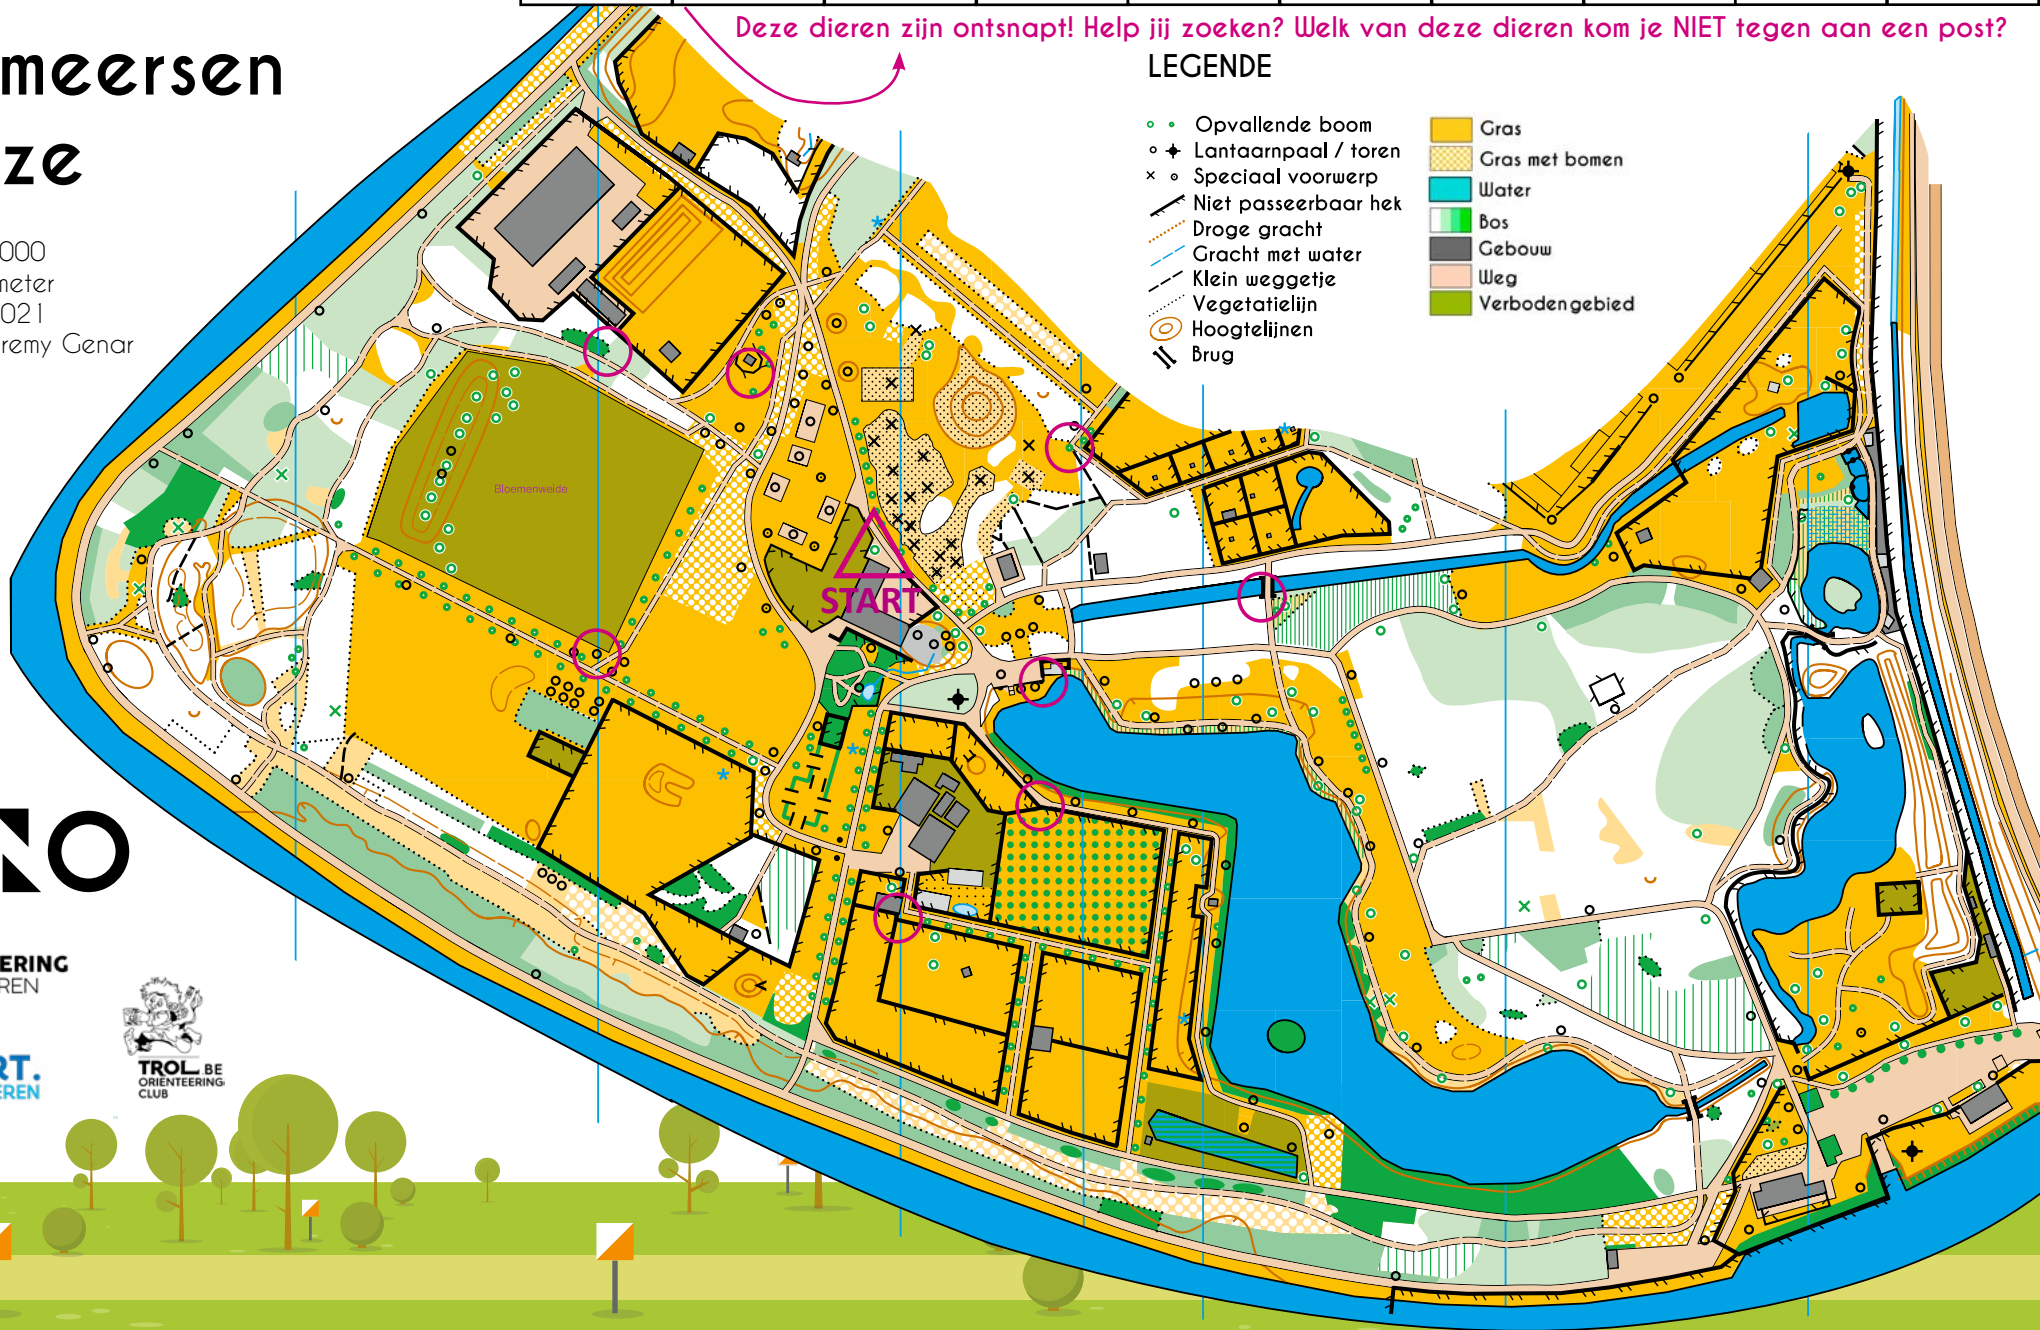 Deze dieren zijn ontsnapt! Help jij zoeken? Welk van deze dieren kom je NIET tegen aan een post?
meersen
ze
000
meter
021
remy Genar
LEGENDE
Opvallende boom
Lantaarnpaal / toren
Speciaal voorwerp
Niet passeerbaar hek
Droge gracht
Gracht met water
Klein weggetje
Vegetatielijn
Hoogtelijnen
Brug
Gras
Gras met bomen
Water
Bos
Gebouw
Weg
Verboden gebied
Bloemenweide
START
O
ERING
REN
RT.
EREN
TROL.BE
ORIENTEERING
CLUB